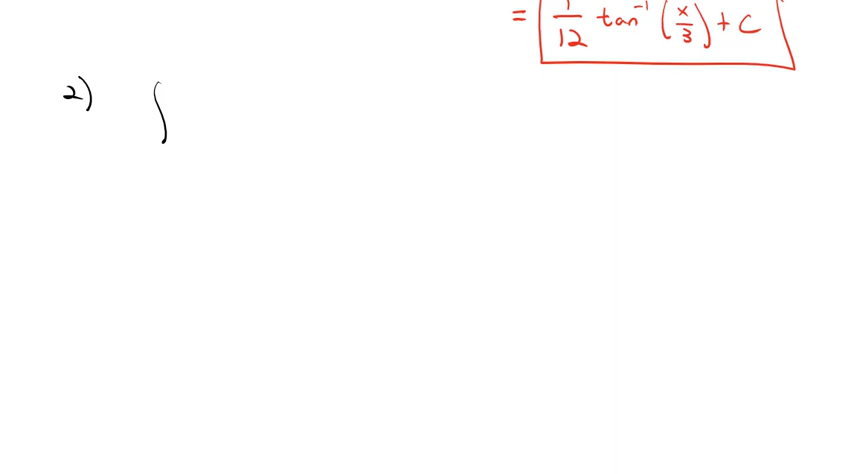 = 1/12 tan⁻¹ (x/3) + C
2) ∫